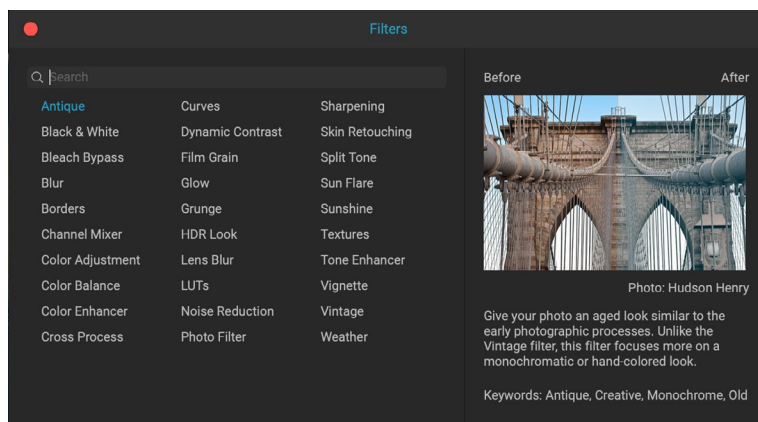 Filters
Search
Antique
Black & White
Bleach Bypass
Blur
Borders
Channel Mixer
Color Adjustment
Color Balance
Color Enhancer
Cross Process
Curves
Dynamic Contrast
Film Grain
Glow
Grunge
HDR Look
Lens Blur
LUTs
Noise Reduction
Photo Filter
Sharpening
Skin Retouching
Split Tone
Sun Flare
Sunshine
Textures
Tone Enhancer
Vignette
Vintage
Weather
Before After
Photo: Hudson Henry
Give your photo an aged look similar to the
early photographic processes. Unlike the
Vintage filter, this filter focuses more on a
monochromatic or hand-colored look.
Keywords: Antique, Creative, Monochrome, Old